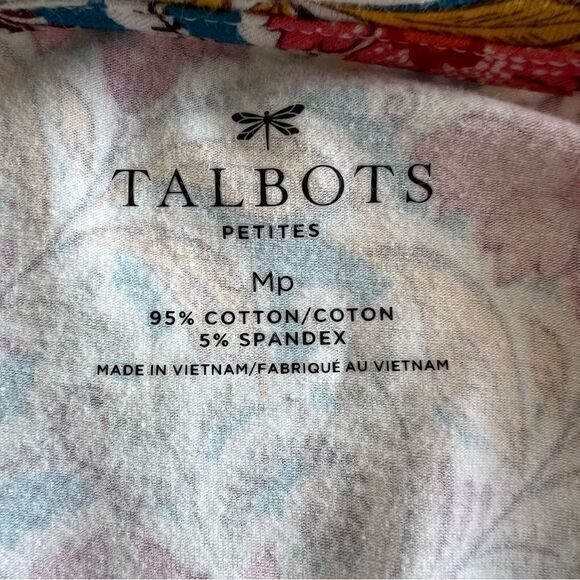 TALBOTS
PETITES
Mp
95% COTTON/COTON
5% SPANDEX
MADE IN VIETNAM/FABRIQUÉ AU VIETNAM